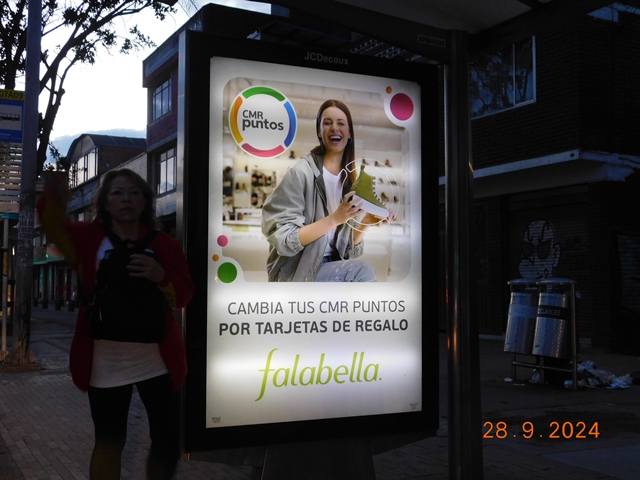 JCDecaux
CMR
puntos
CAMBIA TUS CMR PUNTOS
POR TARJETAS DE REGALO
falabella.
28.9.2024